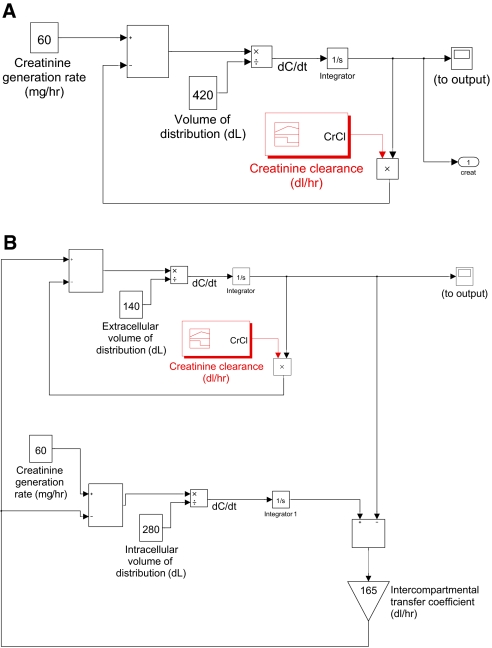 A
60
Creatinine
generation rate
(mg/hr)
+
−
420
Volume of
distribution (dL)
×
÷
dC/dt
1/s
Integrator
CrCl
Creatinine clearance
(dl/hr)
×
(to output)
1
creat
B
+
−
140
Extracellular
volume of
distribution (dL)
×
÷
dC/dt
1/s
Integrator
CrCl
Creatinine clearance
(dl/hr)
×
(to output)
60
Creatinine
generation
rate (mg/hr)
+
−
280
Intracellular
volume of
distribution (dL)
×
÷
dC/dt
1/s
Integrator 1
+ −
165
Intercompartmental
transfer coefficient
(dl/hr)